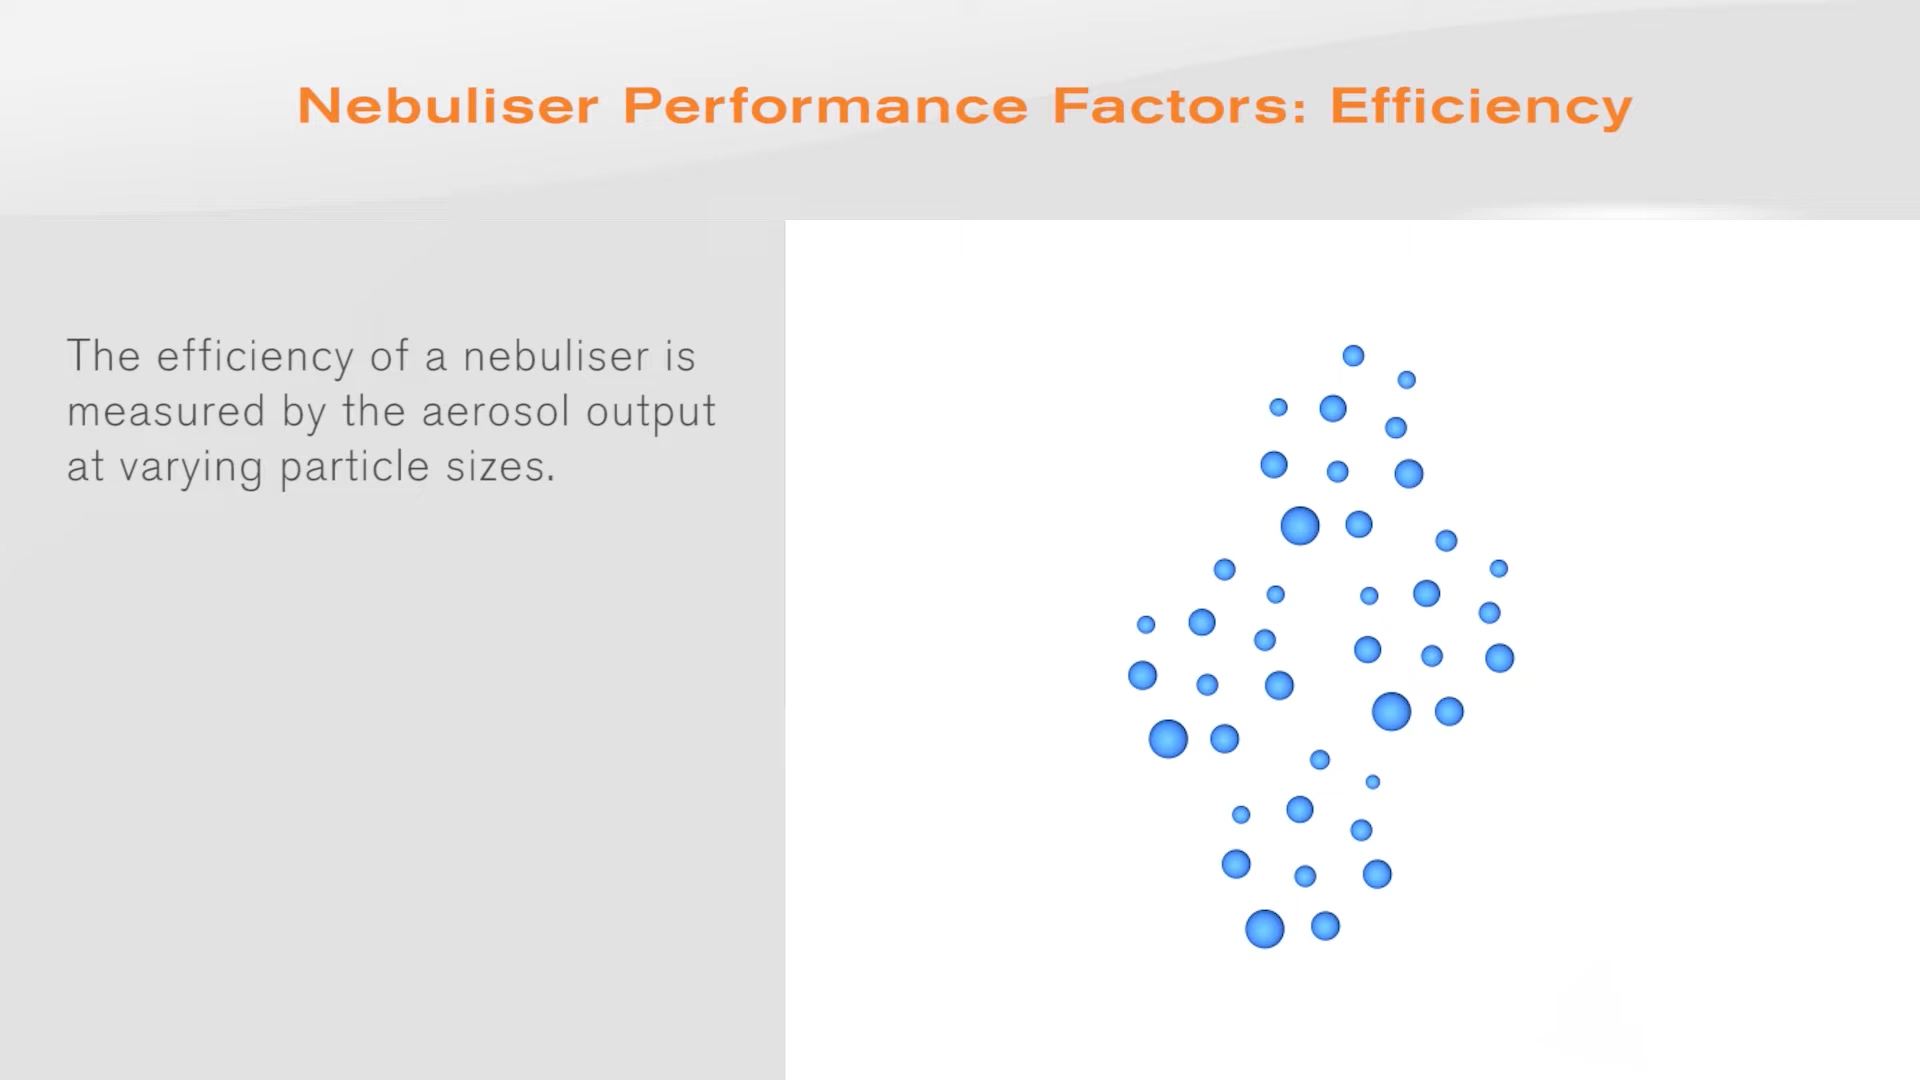 Nebuliser Performance Factors: Efficiency
The efficiency of a nebuliser is
measured by the aerosol output
at varying particle sizes.